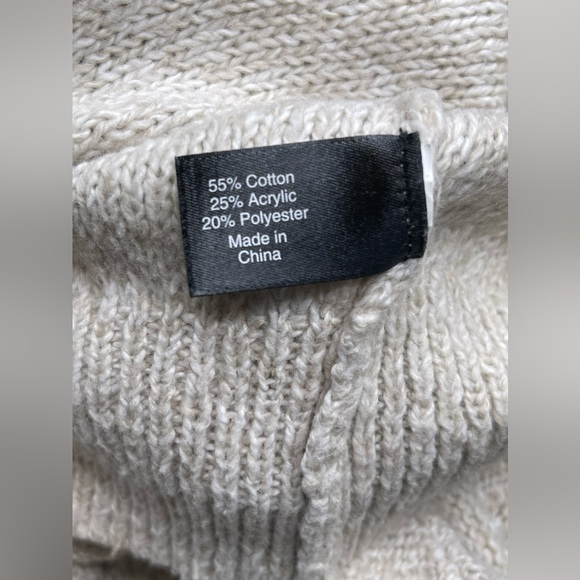 55% Cotton
25% Acrylic
20% Polyester
Made in
China